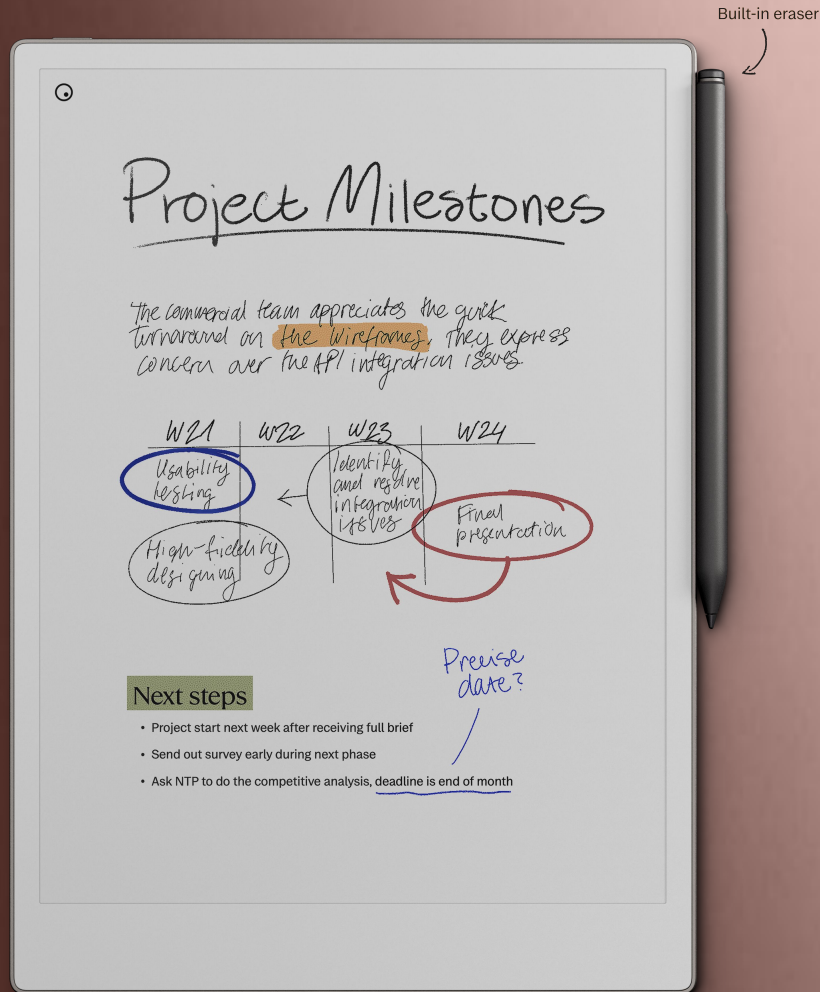 Built-in eraser
Project Milestones
The commercial team appreciates the quick
turnaround on the wireframes. They express
concern over the API integration issues.
W21 W22 W23 W24
Usability
testing
Identify
and resolve
integration
issues
Final
presentation
High-fidelity
designing
Precise
date?
Next steps
• Project start next week after receiving full brief
• Send out survey early during next phase
• Ask NTP to do the competitive analysis, deadline is end of month